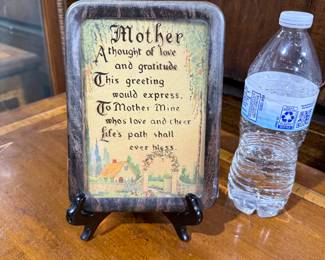 Mother
A thought of love
and gratitude
This greeting
would express,
To Mother Mine
who's love and cheer
Life's path shall
ever bless.